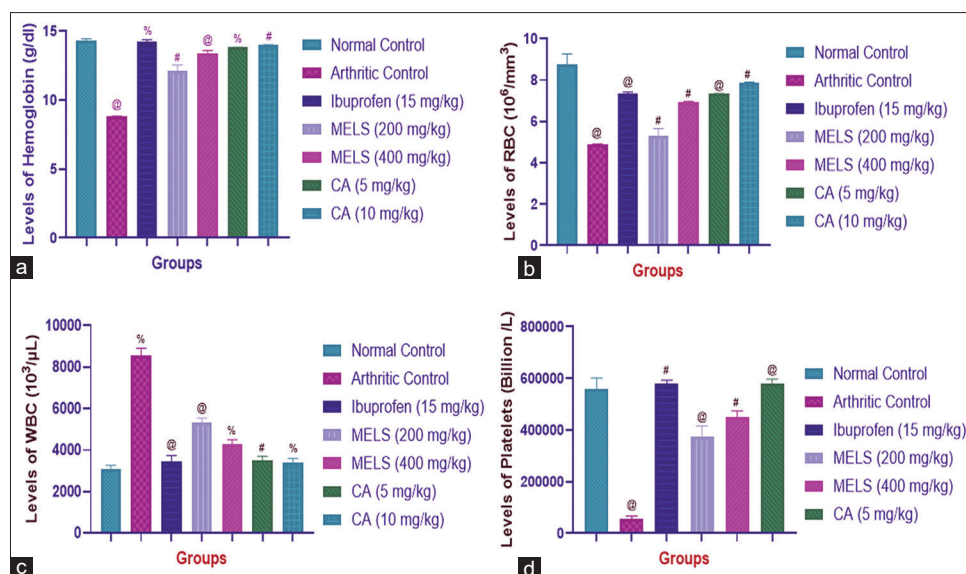 15
10
5
0
Levels of Hemoglobin (g/dl)
@
%
#
@
%
#
Groups
Normal Control
Arthritic Control
Ibuprofen (15 mg/kg)
MELS (200 mg/kg)
MELS (400 mg/kg)
CA (5 mg/kg)
CA (10 mg/kg)
a
10
8
6
4
2
0
Levels of RBC (10⁶/mm³)
@
@
#
#
@
#
Groups
Normal Control
Arthritic Control
Ibuprofen (15 mg/kg)
MELS (200 mg/kg)
MELS (400 mg/kg)
CA (5 mg/kg)
CA (10 mg/kg)
b
10000
8000
6000
4000
2000
0
Levels of WBC (10³/µL)
%
@
@
%
#
%
Groups
Normal Control
Arthritic Control
Ibuprofen (15 mg/kg)
MELS (200 mg/kg)
MELS (400 mg/kg)
CA (5 mg/kg)
CA (10 mg/kg)
c
800000
600000
400000
200000
0
Levels of Platelets (Billion /L)
@
#
@
#
@
Groups
Normal Control
Arthritic Control
Ibuprofen (15 mg/kg)
MELS (200 mg/kg)
MELS (400 mg/kg)
CA (5 mg/kg)
d